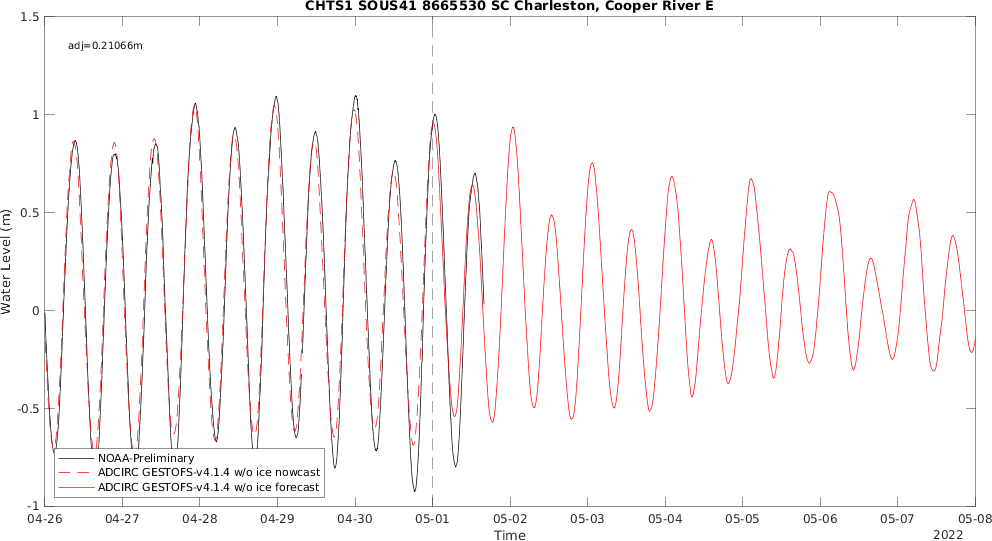 CHTS1 SOUS41 8665530 SC Charleston, Cooper River E
adj=0.21066m
1.5
1
0.5
0
-0.5
-1
Water Level (m)
NOAA-Preliminary
ADCIRC GESTOFS-v4.1.4 w/o ice nowcast
ADCIRC GESTOFS-v4.1.4 w/o ice forecast
04-26 04-27 04-28 04-29 04-30 05-01 05-02 05-03 05-04 05-05 05-06 05-07 05-08
Time
2022